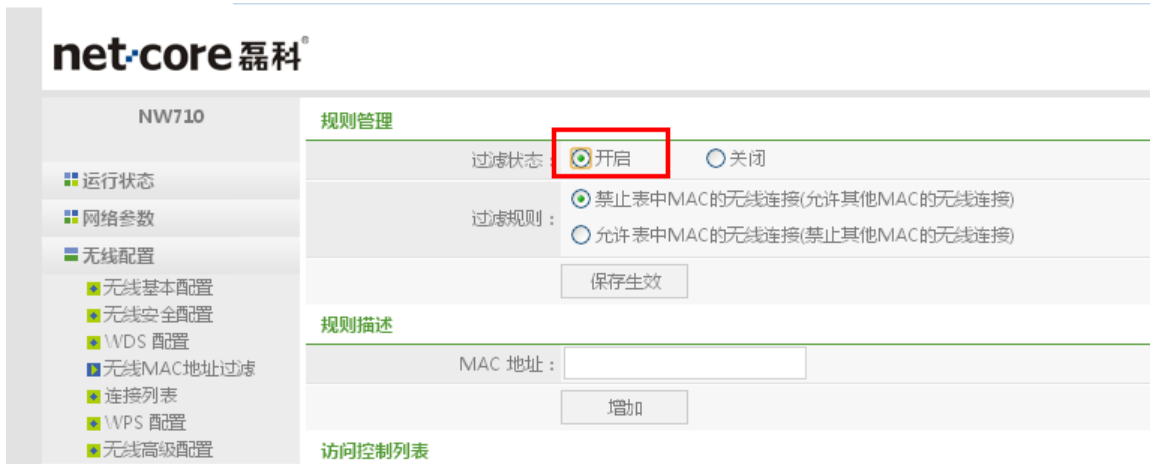 net·core 磊科®
NW710
运行状态
网络参数
无线配置
无线基本配置
无线安全配置
WDS 配置
无线MAC地址过滤
连接列表
WPS 配置
无线高级配置
规则管理
过滤状态： 开启 关闭
过滤规则： 禁止表中MAC的无线连接(允许其他MAC的无线连接)
允许表中MAC的无线连接(禁止其他MAC的无线连接)
保存生效
规则描述
MAC 地址：
增加
访问控制列表